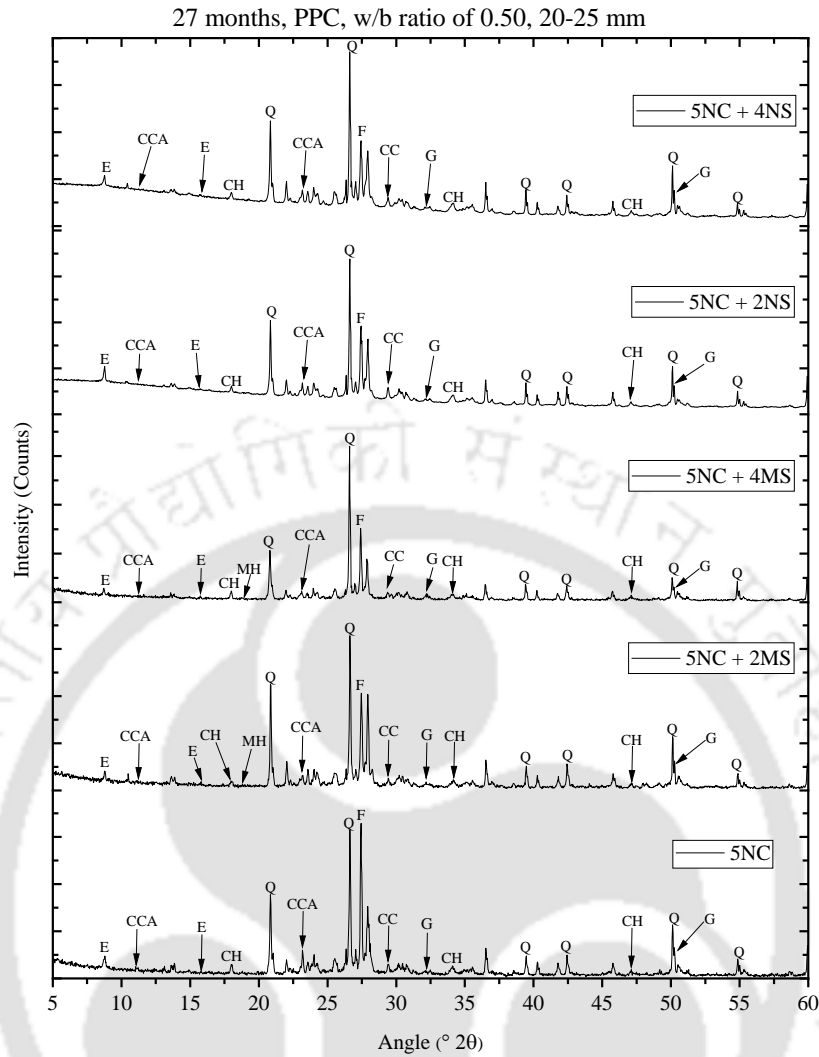 27 months, PPC, w/b ratio of 0.50, 20-25 mm
Q
5NC + 4NS
CCA E CCA F CC G Q G
E CH Q CH Q Q CH Q
Q
5NC + 2NS
Q F
E CCA E CH CCA CC G CH Q Q CH Q G Q
Q
5NC + 4MS
E CCA E CH MH Q CCA F CC G CH Q Q CH Q G Q
Q
5NC + 2MS
E CCA E CH MH Q CCA F CC G CH Q Q CH Q G Q
Q F
5NC
E CCA E CH Q CCA CC G CH Q Q CH Q G Q
Intensity (Counts)
5 10 15 20 25 30 35 40 45 50 55 60
Angle (° 2θ)